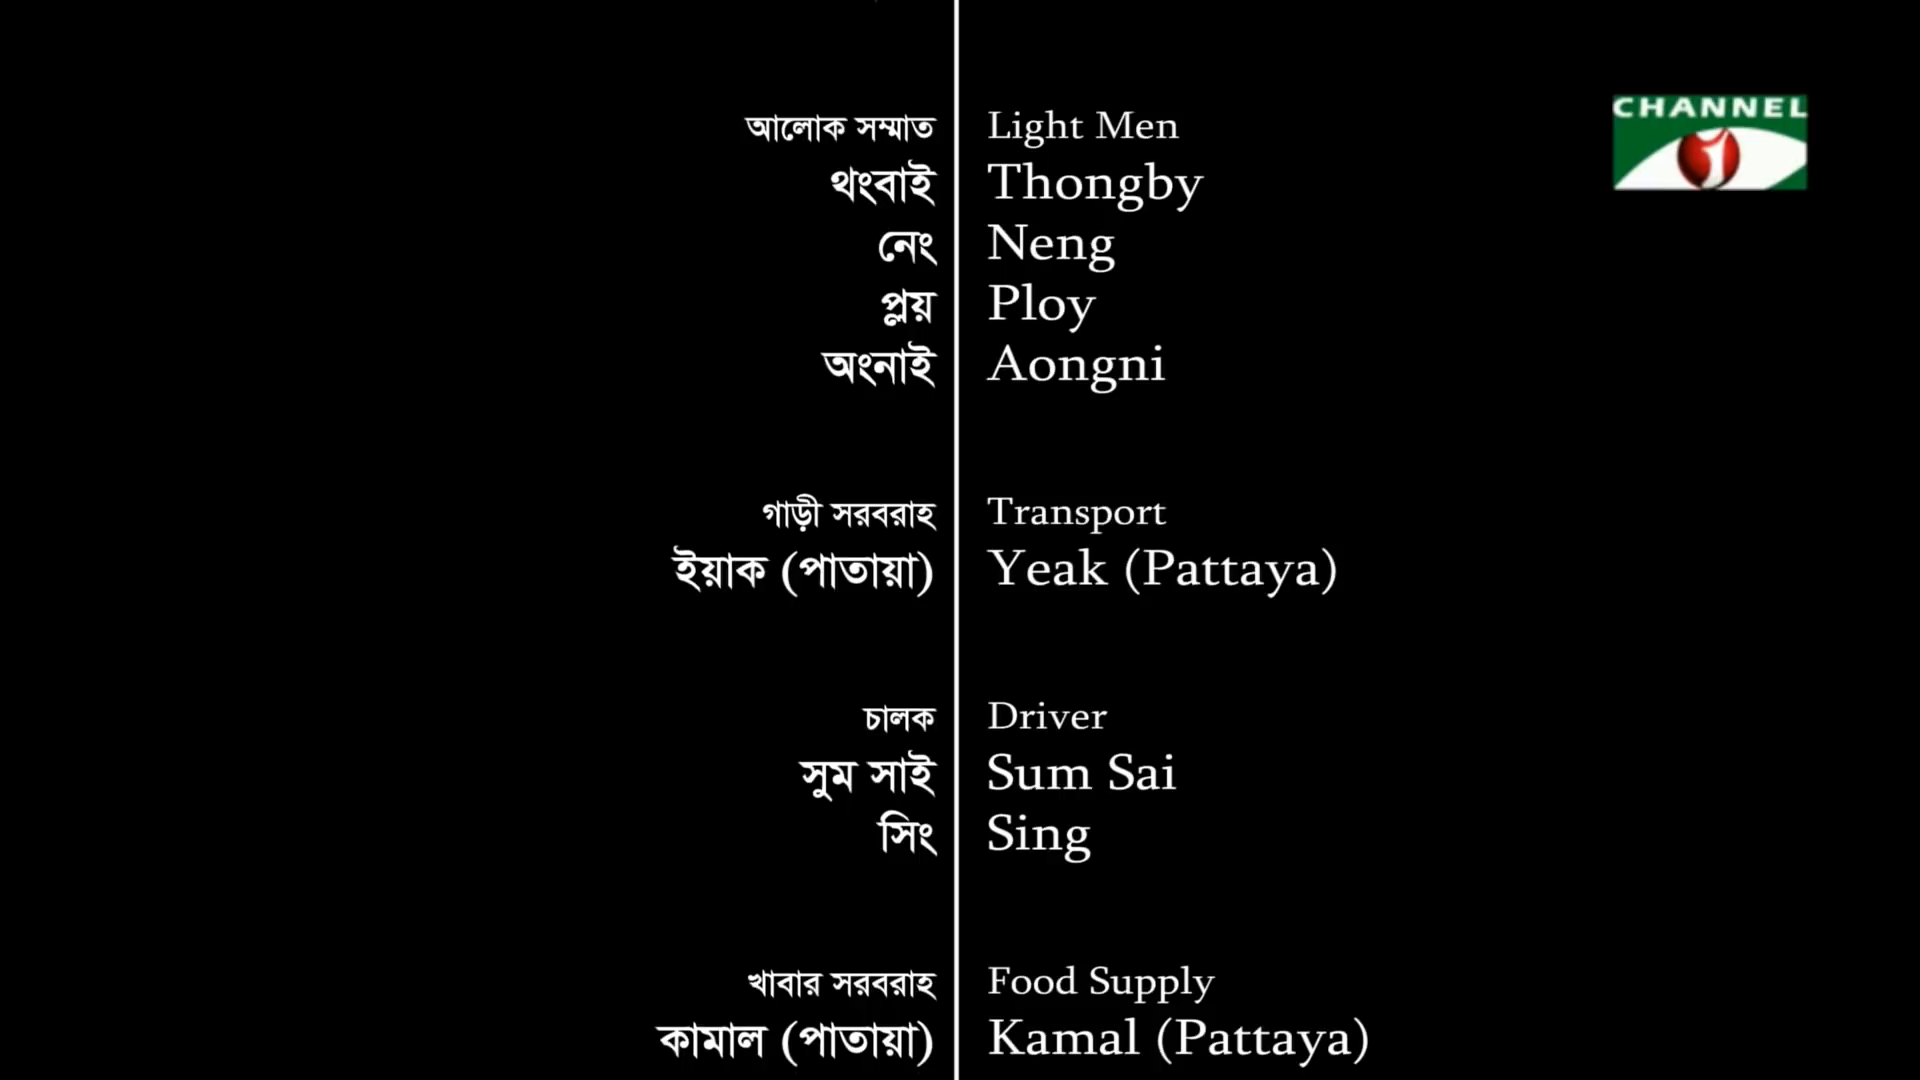 CHANNEL
আলোক সম্মাত Light Men
থংবাই Thongby
নেং Neng
প্লয় Ploy
অংনাই Aongni
গাড়ী সরবরাহ Transport
ইয়াক (পাতায়া) Yeak (Pattaya)
চালক Driver
সুম সাই Sum Sai
সিং Sing
খাবার সরবরাহ Food Supply
কামাল (পাতায়া) Kamal (Pattaya)